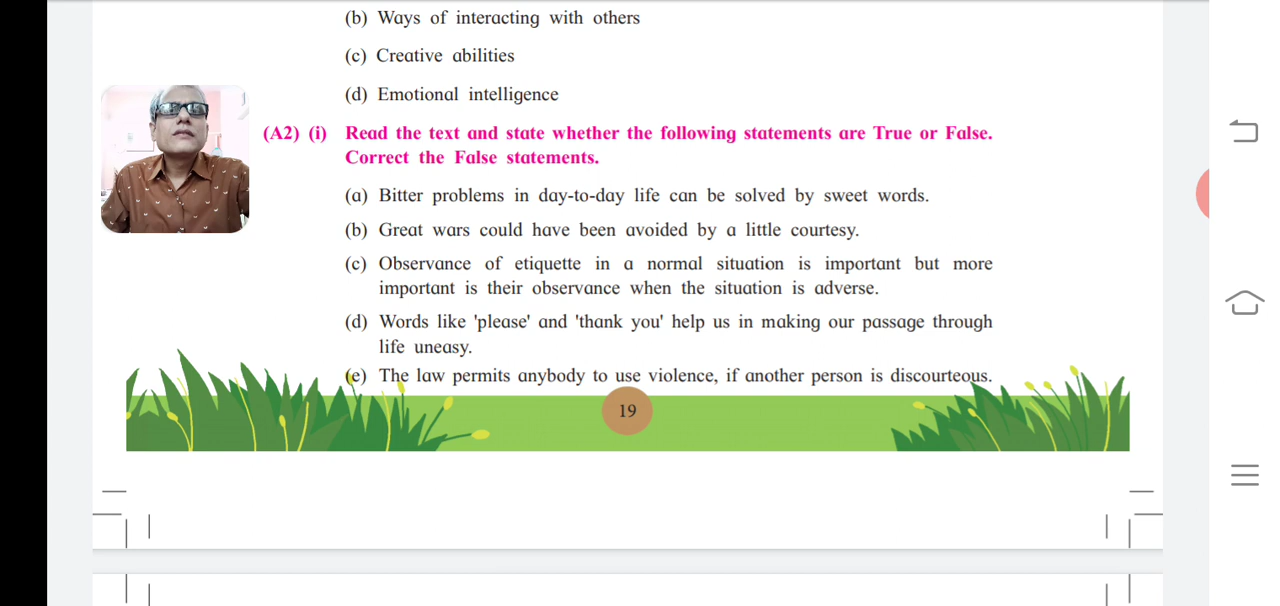 (b) Ways of interacting with others
(c) Creative abilities
(d) Emotional intelligence
(A2) (i) Read the text and state whether the following statements are True or False.
Correct the False statements.
(a) Bitter problems in day-to-day life can be solved by sweet words.
(b) Great wars could have been avoided by a little courtesy.
(c) Observance of etiquette in a normal situation is important but more
important is their observance when the situation is adverse.
(d) Words like 'please' and 'thank you' help us in making our passage through
life uneasy.
(e) The law permits anybody to use violence, if another person is discourteous.
19